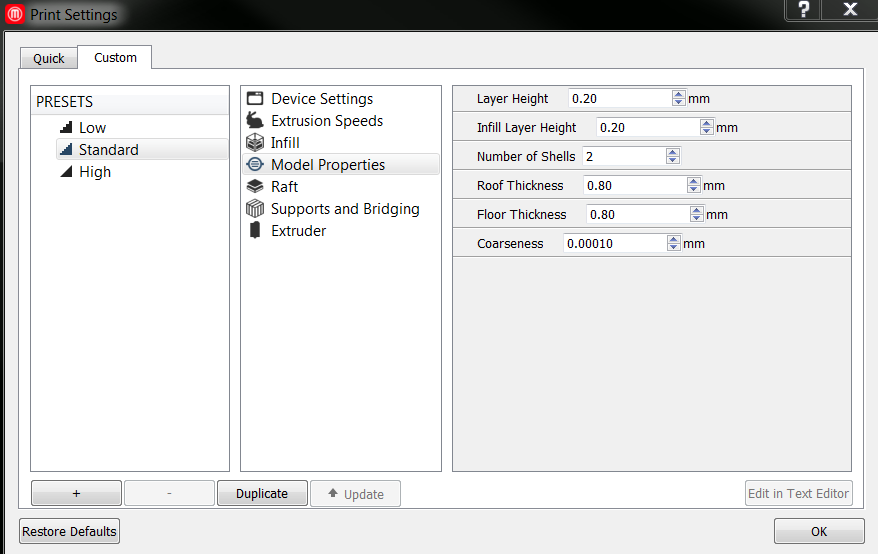 Print Settings
?
X
Quick
Custom
PRESETS
Low
Standard
High
Device Settings
Extrusion Speeds
Infill
Model Properties
Raft
Supports and Bridging
Extruder
Layer Height 0.20 mm
Infill Layer Height 0.20 mm
Number of Shells 2
Roof Thickness 0.80 mm
Floor Thickness 0.80 mm
Coarseness 0.00010 mm
+
-
Duplicate
Update
Edit in Text Editor
Restore Defaults
OK